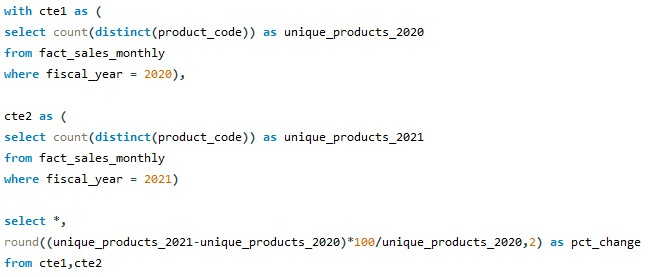 with cte1 as (
select count(distinct(product_code)) as unique_products_2020
from fact_sales_monthly
where fiscal_year = 2020),
cte2 as (
select count(distinct(product_code)) as unique_products_2021
from fact_sales_monthly
where fiscal_year = 2021)
select *,
round((unique_products_2021-unique_products_2020)*100/unique_products_2020,2) as pct_change
from cte1,cte2